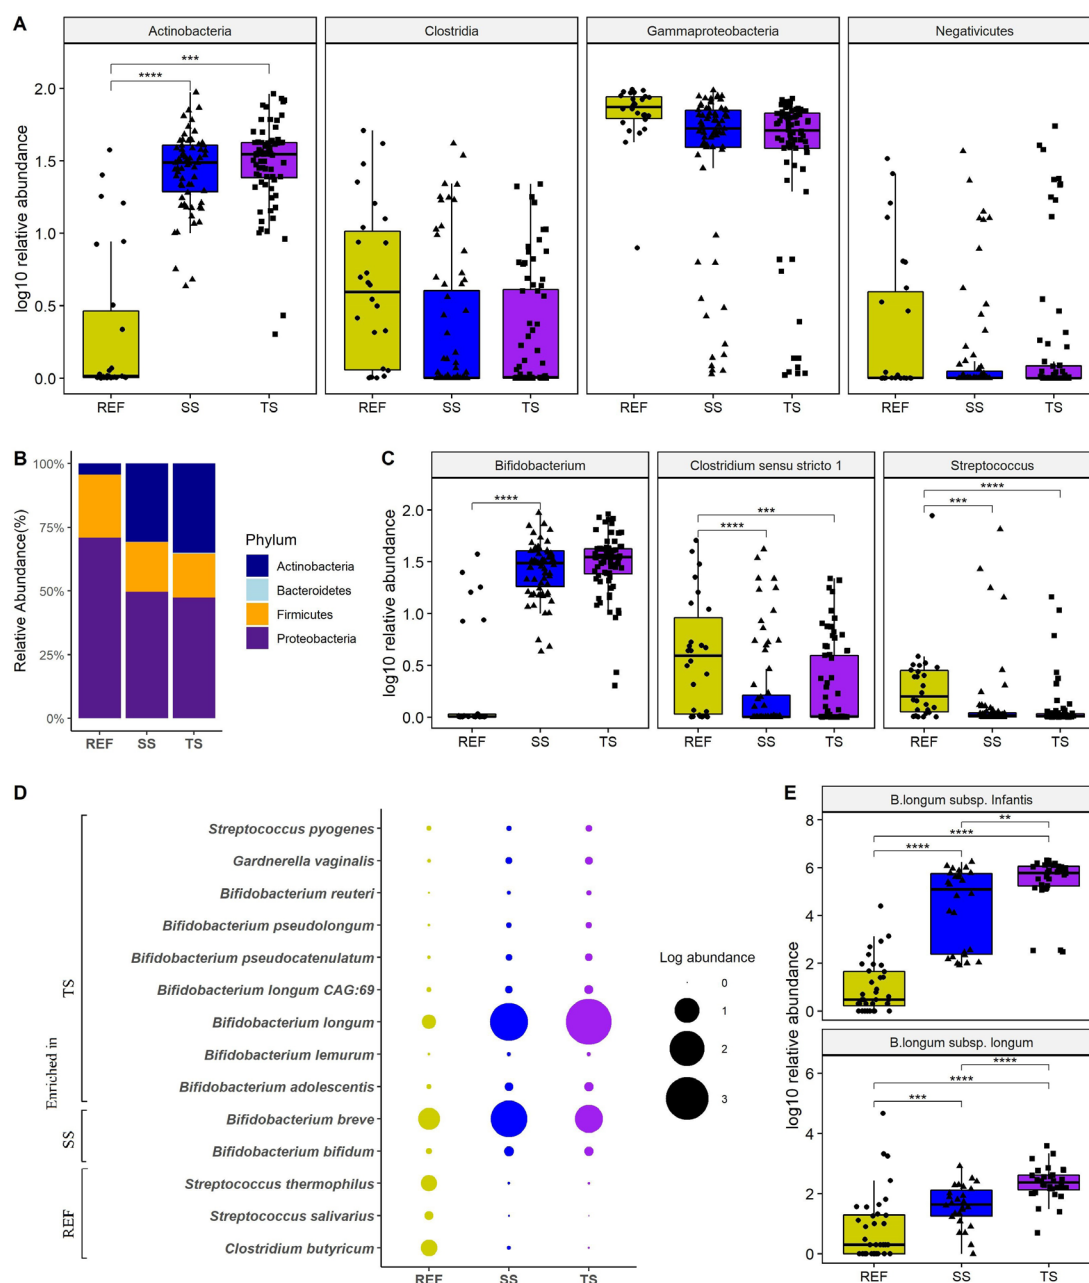 A
Actinobacteria
Clostridia
Gammaproteobacteria
Negativicutes
log10 relative abundance
2.0
1.5
1.0
0.5
0.0
***
****
REF SS TS
REF SS TS
REF SS TS
REF SS TS
B
Relative Abundance(%)
100%
75%
50%
25%
0%
REF SS TS
Phylum
Actinobacteria
Bacteroidetes
Firmicutes
Proteobacteria
C
Bifidobacterium
Clostridium sensu stricto 1
Streptococcus
log10 relative abundance
2.0
1.5
1.0
0.5
0.0
****
***
****
****
***
REF SS TS
REF SS TS
REF SS TS
D
Enriched in
TS
SS
REF
Streptococcus pyogenes
Gardnerella vaginalis
Bifidobacterium reuteri
Bifidobacterium pseudolongum
Bifidobacterium pseudocatenulatum
Bifidobacterium longum CAG:69
Bifidobacterium longum
Bifidobacterium lemurum
Bifidobacterium adolescentis
Bifidobacterium breve
Bifidobacterium bifidum
Streptococcus thermophilus
Streptococcus salivarius
Clostridium butyricum
REF SS TS
Log abundance
0
1
2
3
E
B.longum subsp. Infantis
log10 relative abundance
8
6
4
2
0
**
****
****
B.longum subsp. longum
6
4
2
0
****
****
***
REF SS TS